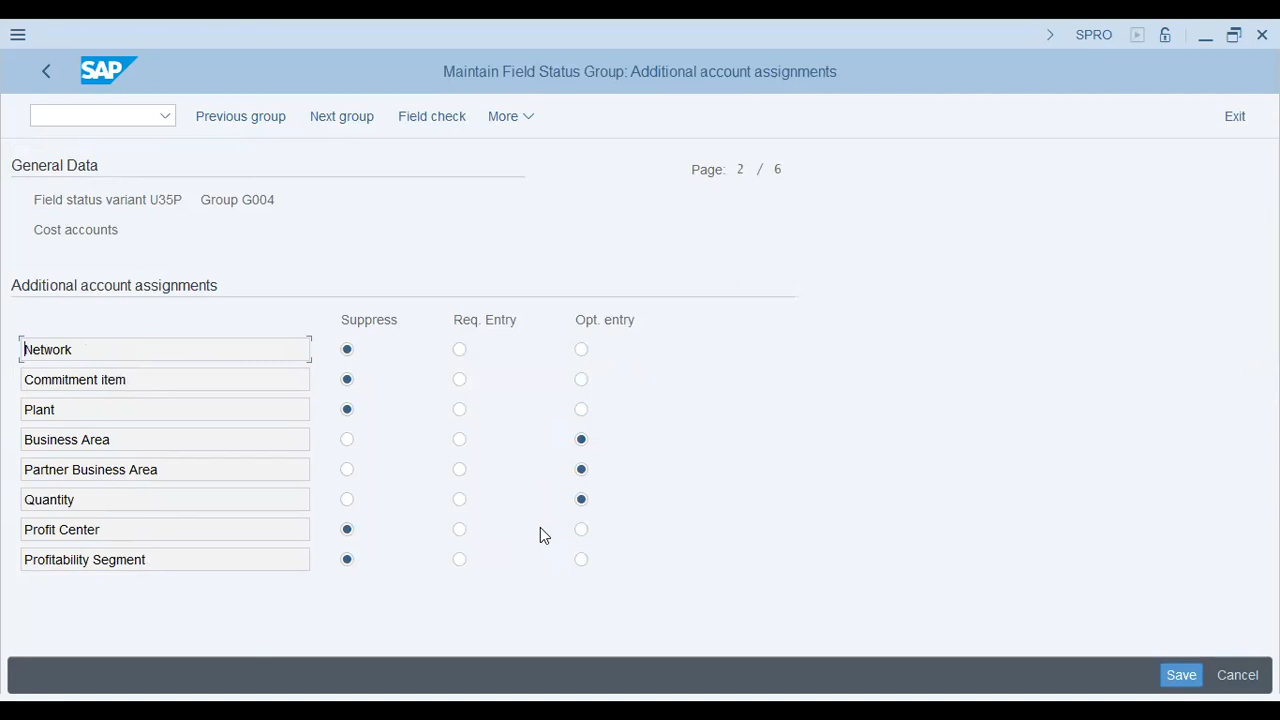 SPRO
SAP
Maintain Field Status Group: Additional account assignments
Previous group Next group Field check More Exit
General Data
Page: 2 / 6
Field status variant U35P Group G004
Cost accounts
Additional account assignments
Suppress Req. Entry Opt. entry
Network
Commitment item
Plant
Business Area
Partner Business Area
Quantity
Profit Center
Profitability Segment
Save Cancel